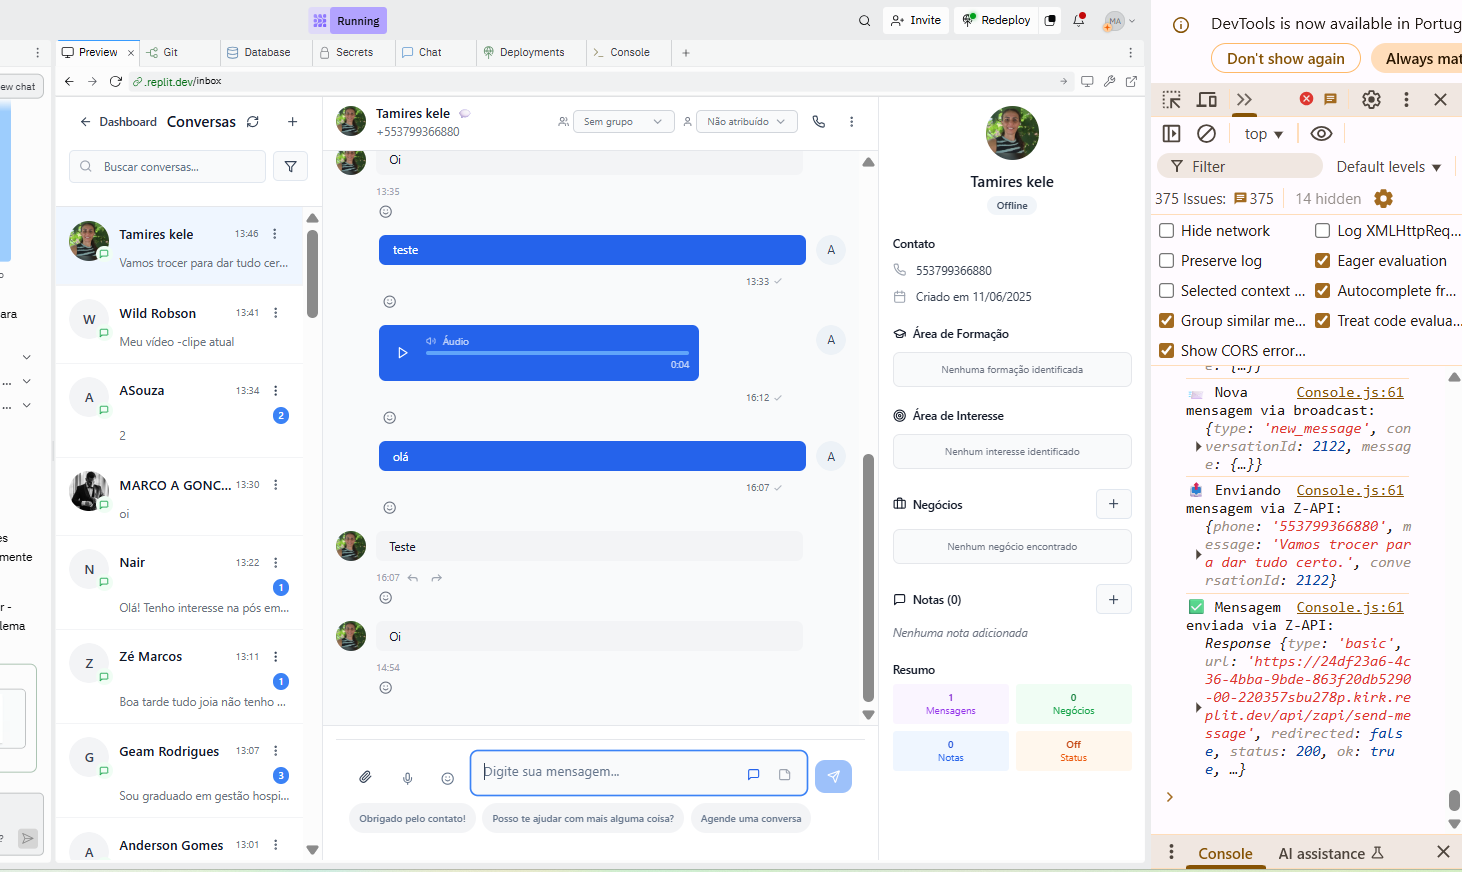 Running
Invite
Redeploy
MA
Preview
Git
Database
Secrets
Chat
Deployments
Console
ew chat
.replit.dev/inbox
Dashboard
Conversas
Buscar conversas...
Tamires kele
13:46
Vamos trocer para dar tudo cer...
W
Wild Robson
13:41
Meu vídeo -clipe atual
A
ASouza
13:34
2
2
MARCO A GONC...
13:30
oi
N
Nair
13:22
1
Olá! Tenho interesse na pós em...
Z
Zé Marcos
13:11
1
Boa tarde tudo joia não tenho ...
G
Geam Rodrigues
13:07
3
Sou graduado em gestão hospi...
A
Anderson Gomes
13:01
ara
...
...
es
mente
r -
lema
?
Tamires kele
+553799366880
Sem grupo
Não atribuído
Oi
13:35
teste
A
13:33
Áudio
0:04
A
16:12
olá
A
16:07
Teste
16:07
Oi
14:54
Digite sua mensagem...
Obrigado pelo contato!
Posso te ajudar com mais alguma coisa?
Agende uma conversa
Tamires kele
Offline
Contato
553799366880
Criado em 11/06/2025
Área de Formação
Nenhuma formação identificada
Área de Interesse
Nenhum interesse identificado
Negócios
Nenhum negócio encontrado
Notas (0)
Nenhuma nota adicionada
Resumo
1
Mensagens
0
Negócios
0
Notas
Off
Status
DevTools is now available in Portug
Don't show again
Always mat
top
Filter
Default levels
375 Issues:
375
14 hidden
Hide network
Log XMLHttpReq...
Preserve log
Eager evaluation
Selected context ...
Autocomplete fr...
Group similar me...
Treat code evalua...
Show CORS error...
e: {…}}
Nova
Console.js:61
mensagem via broadcast:
{type: 'new_message', con
versationId: 2122, messag
e: {…}}
Enviando
Console.js:61
mensagem via Z-API:
{phone: '553799366880', m
essage: 'Vamos trocer par
a dar tudo certo.', conve
rsationId: 2122}
Mensagem
Console.js:61
enviada via Z-API:
Response {type: 'basic',
url: 'https://24df23a6-4c
36-4bba-9bde-863f20db5290
-00-220357sbu278p.kirk.re
plit.dev/api/zapi/send-me
ssage', redirected: fals
e, status: 200, ok: tru
e, …}
Console
AI assistance